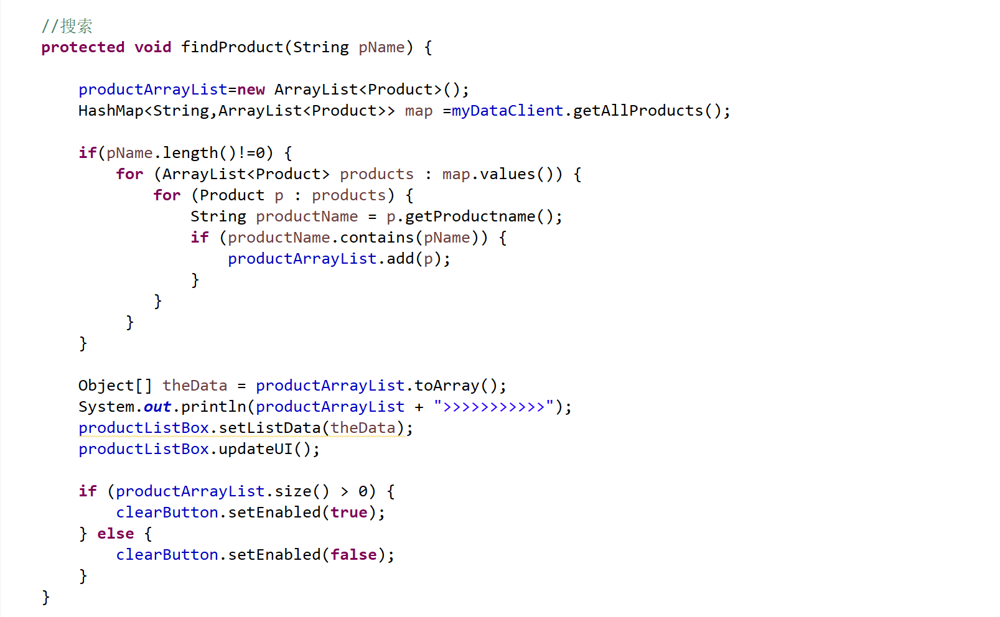 //搜索
protected void findProduct(String pName) {
productArrayList=new ArrayList<Product>();
HashMap<String,ArrayList<Product>> map =myDataClient.getAllProducts();
if(pName.length()!=0) {
for (ArrayList<Product> products : map.values()) {
for (Product p : products) {
String productName = p.getProductname();
if (productName.contains(pName)) {
productArrayList.add(p);
}
}
}
}
Object[] theData = productArrayList.toArray();
System.out.println(productArrayList + ">>>>>>>>>>>");
productListBox.setListData(theData);
productListBox.updateUI();
if (productArrayList.size() > 0) {
clearButton.setEnabled(true);
} else {
clearButton.setEnabled(false);
}
}